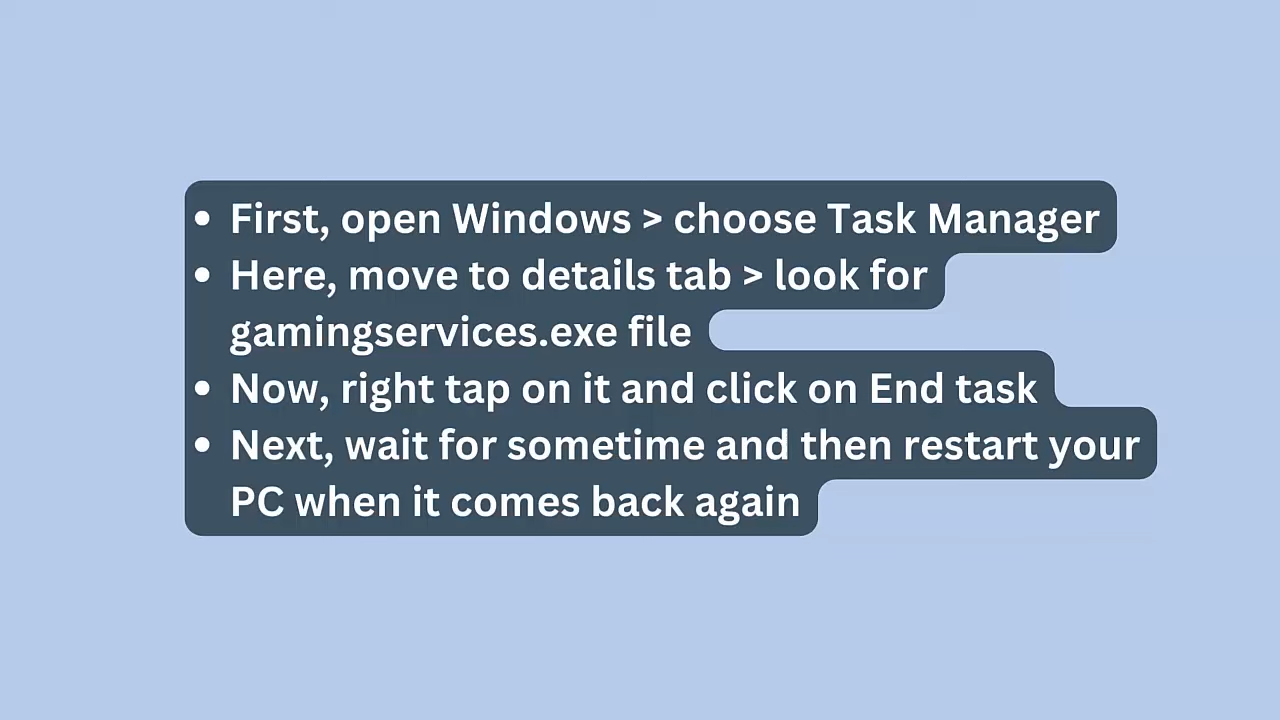 • First, open Windows > choose Task Manager
• Here, move to details tab > look for
gamingservices.exe file
• Now, right tap on it and click on End task
• Next, wait for sometime and then restart your
PC when it comes back again